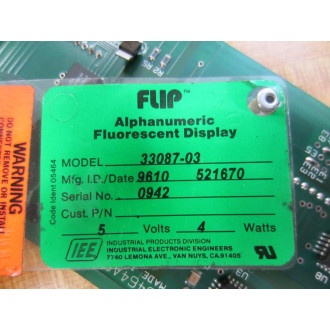 FLIP™
Alphanumeric
Fluorescent Display
MODEL 33087-03
Mfg. I.D./Date 9610 521670
Serial No. 0942
Cust. P/N
5 Volts 4 Watts
IEE
INDUSTRIAL PRODUCTS DIVISION
INDUSTRIAL ELECTRONIC ENGINEERS
7740 LEMONA AVE., VAN NUYS, CA.91405
Code Ident 05464
WARNING
DO NOT REMOVE OR INSTALL